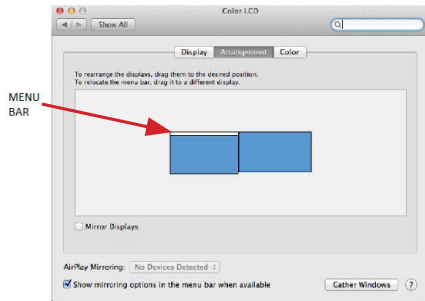 Color LCD
Show All
Display Arrangement Color
To rearrange the displays, drag them to the desired position.
To relocate the menu bar, drag it to a different display.
MENU
BAR
Mirror Displays
AirPlay Mirroring: No Devices Detected
Show mirroring options in the menu bar when available
Gather Windows ?